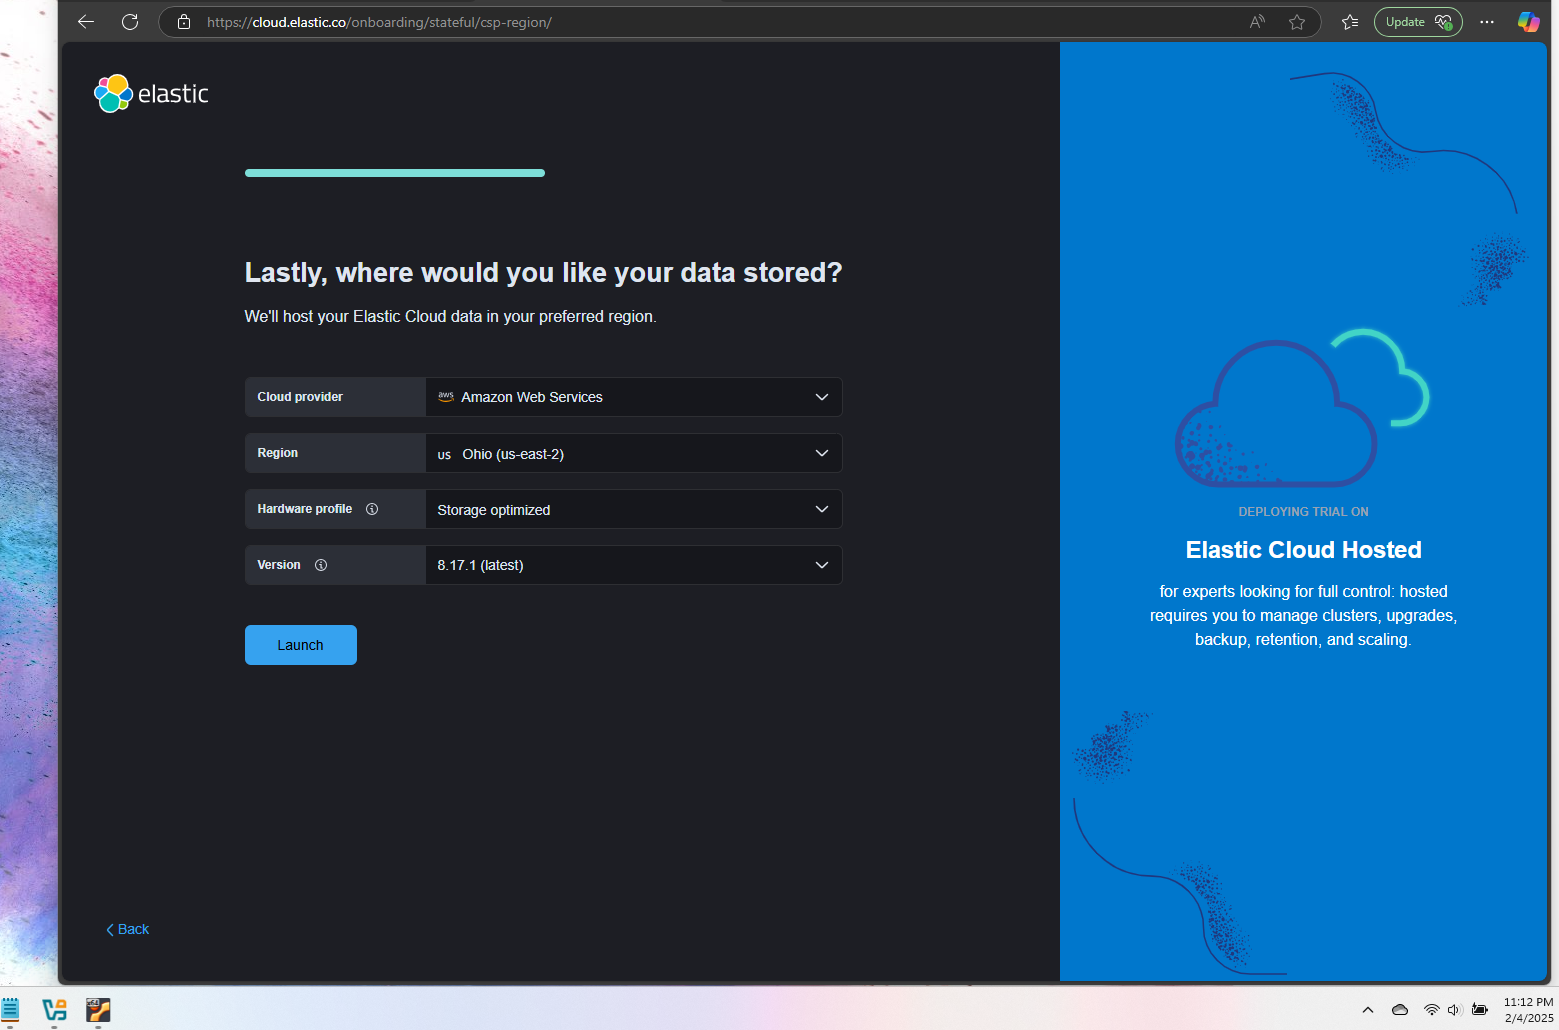 https://cloud.elastic.co/onboarding/stateful/csp-region/
Update
elastic
Lastly, where would you like your data stored?
We'll host your Elastic Cloud data in your preferred region.
Cloud provider
aws Amazon Web Services
Region
us Ohio (us-east-2)
Hardware profile
Storage optimized
Version
8.17.1 (latest)
Launch
Back
DEPLOYING TRIAL ON
Elastic Cloud Hosted
for experts looking for full control: hosted
requires you to manage clusters, upgrades,
backup, retention, and scaling.
11:12 PM
2/4/2025